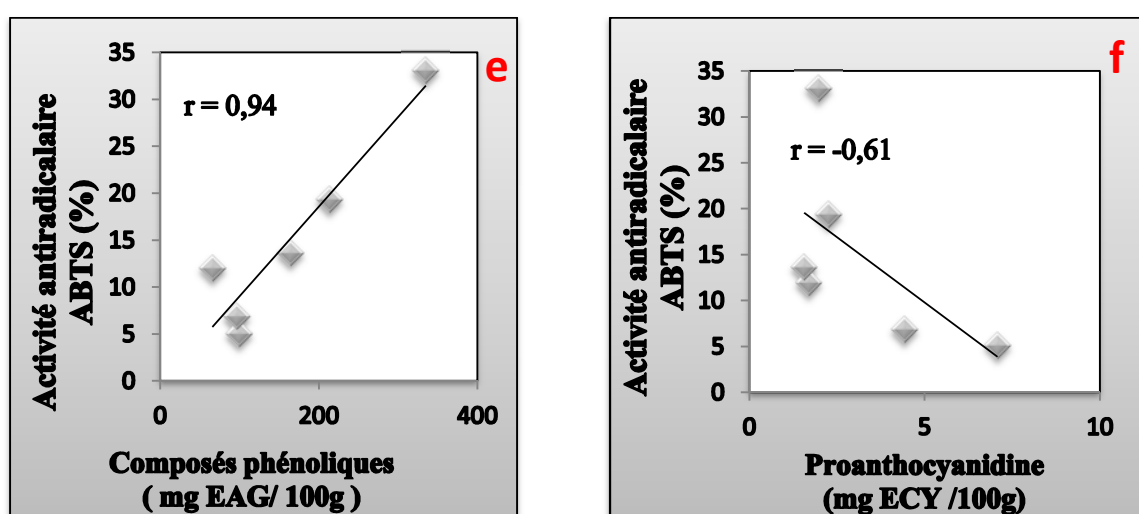 e
r = 0,94
35
30
25
20
15
10
5
0
0 200 400
Activité antiradicalaire
ABTS (%)
Composés phénoliques
( mg EAG/ 100g )
f
r = -0,61
35
30
25
20
15
10
5
0
0 5 10
Activité antiradicalaire
ABTS (%)
Proanthocyanidine
(mg ECY /100g)